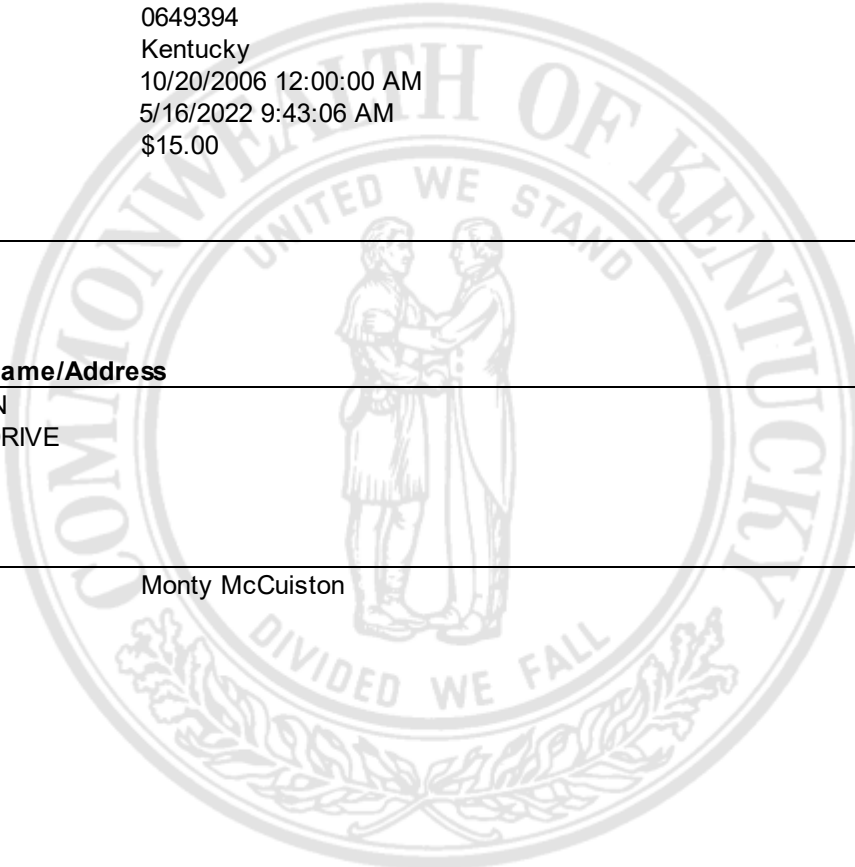 0649394
Kentucky
10/20/2006 12:00:00 AM
5/16/2022 9:43:06 AM
$15.00
COMMONWEALTH OF KENTUCKY
UNITED WE STAND
ame/Address
N
RIVE
Monty McCuiston
DIVIDED WE FALL